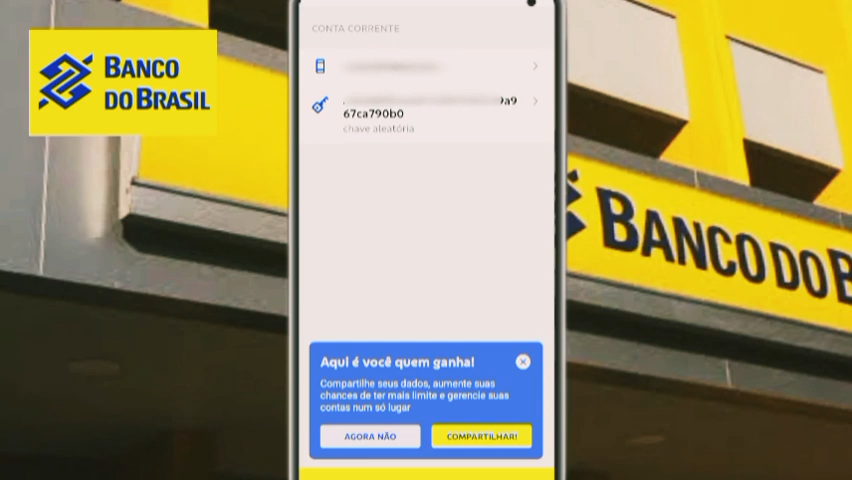 BANCO
DO BRASIL
CONTA CORRENTE
67ca790b0
chave aleatória
BANCO DO B
Aqui é você quem ganha!
Compartilhe seus dados, aumente suas
chances de ter mais limite e gerencie suas
contas num só lugar
AGORA NÃO
COMPARTILHAR!